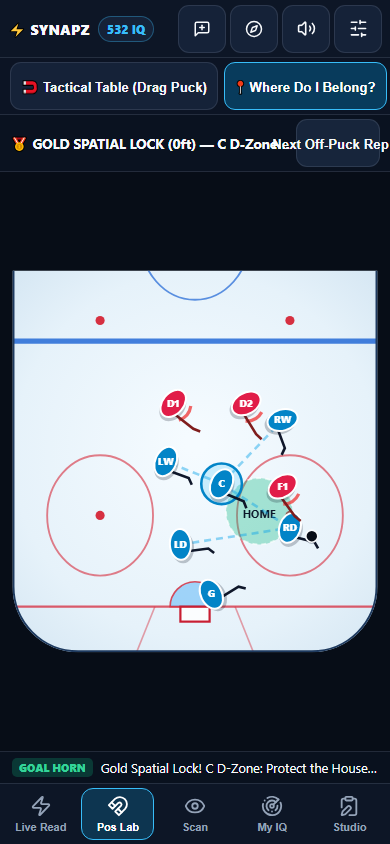 SYNAPZ 532 IQ
Tactical Table (Drag Puck) Where Do I Belong?
GOLD SPATIAL LOCK (0ft) — C D-Zone... Next Off-Puck Rep
D1 D2 RW
LW C F1
HOME
LD RD
G
GOAL HORN Gold Spatial Lock! C D-Zone: Protect the House...
Live Read Pos Lab Scan My IQ Studio